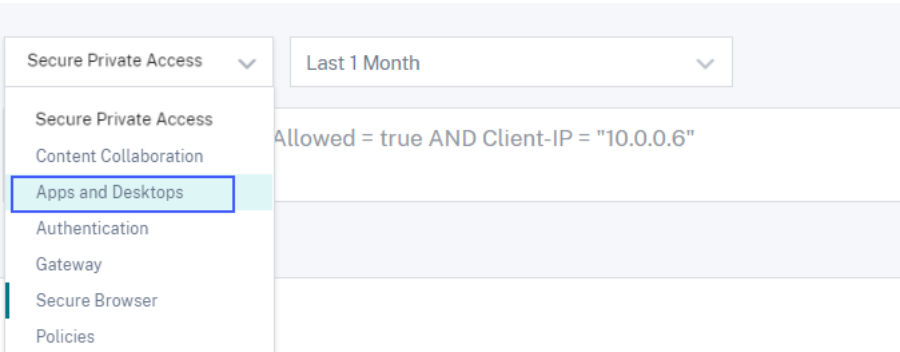 Secure Private Access
Last 1 Month
Secure Private Access
Allowed = true AND Client-IP = "10.0.0.6"
Content Collaboration
Apps and Desktops
Authentication
Gateway
Secure Browser
Policies